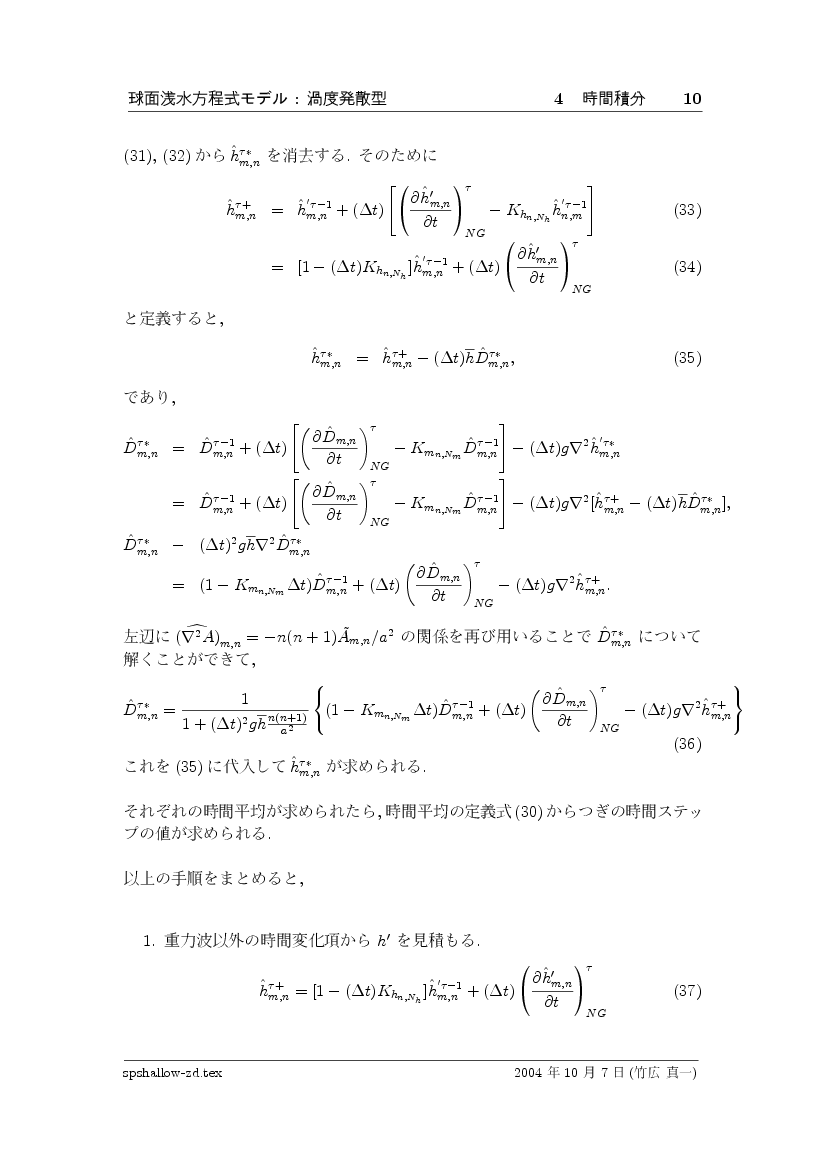 球面浅水方程式モデル : 渦度発散型 4 時間積分 10
(31), (32) から $\hat{h}_{m,n}^{\tau*}$ を消去する. そのために
$\hat{h}_{m,n}^{\tau+} = \hat{h}_{m,n}^{'\tau-1} + (\Delta t)\left[\left(\frac{\partial \hat{h}'_{m,n}}{\partial t}\right)_{NG}^{\tau} - K_{h_{n,N_h}}\hat{h}_{n,m}^{'\tau-1}\right]$ (33)
$= [1 - (\Delta t)K_{h_{n,N_h}}]\hat{h}_{m,n}^{'\tau-1} + (\Delta t)\left(\frac{\partial \hat{h}'_{m,n}}{\partial t}\right)_{NG}^{\tau}$ (34)
と定義すると,
$\hat{h}_{m,n}^{\tau*} = \hat{h}_{m,n}^{\tau+} - (\Delta t)\overline{h}\hat{D}_{m,n}^{\tau*},$ (35)
であり,
$\hat{D}_{m,n}^{\tau*} = \hat{D}_{m,n}^{\tau-1} + (\Delta t)\left[\left(\frac{\partial \hat{D}_{m,n}}{\partial t}\right)_{NG}^{\tau} - K_{m_{n,N_m}}\hat{D}_{m,n}^{\tau-1}\right] - (\Delta t)g\nabla^2\hat{h}_{m,n}^{'\tau*}$
$= \hat{D}_{m,n}^{\tau-1} + (\Delta t)\left[\left(\frac{\partial \hat{D}_{m,n}}{\partial t}\right)_{NG}^{\tau} - K_{m_{n,N_m}}\hat{D}_{m,n}^{\tau-1}\right] - (\Delta t)g\nabla^2[\hat{h}_{m,n}^{\tau+} - (\Delta t)\overline{h}\hat{D}_{m,n}^{\tau*}],$
$\hat{D}_{m,n}^{\tau*} - (\Delta t)^2 g\overline{h}\nabla^2\hat{D}_{m,n}^{\tau*}$
$= (1 - K_{m_{n,N_m}}\Delta t)\hat{D}_{m,n}^{\tau-1} + (\Delta t)\left(\frac{\partial \hat{D}_{m,n}}{\partial t}\right)_{NG}^{\tau} - (\Delta t)g\nabla^2\hat{h}_{m,n}^{\tau+}.$
左辺に $(\widehat{\nabla^2 A})_{m,n} = -n(n+1)\tilde{A}_{m,n}/a^2$ の関係を再び用いることで $\hat{D}_{m,n}^{\tau*}$ について
解くことができて,
$\hat{D}_{m,n}^{\tau*} = \frac{1}{1 + (\Delta t)^2 g\overline{h}\frac{n(n+1)}{a^2}}\left\{(1 - K_{m_{n,N_m}}\Delta t)\hat{D}_{m,n}^{\tau-1} + (\Delta t)\left(\frac{\partial \hat{D}_{m,n}}{\partial t}\right)_{NG}^{\tau} - (\Delta t)g\nabla^2\hat{h}_{m,n}^{\tau+}\right\}$
(36)
これを (35) に代入して $\hat{h}_{m,n}^{\tau*}$ が求められる.
それぞれの時間平均が求められたら, 時間平均の定義式 (30) からつぎの時間ステッ
プの値が求められる.
以上の手順をまとめると,
1. 重力波以外の時間変化項から $h'$ を見積もる.
$\hat{h}_{m,n}^{\tau+} = [1 - (\Delta t)K_{h_{n,N_h}}]\hat{h}_{m,n}^{'\tau-1} + (\Delta t)\left(\frac{\partial \hat{h}'_{m,n}}{\partial t}\right)_{NG}^{\tau}$ (37)
spshallow-zd.tex 2004 年 10 月 7 日 (竹広 真一)